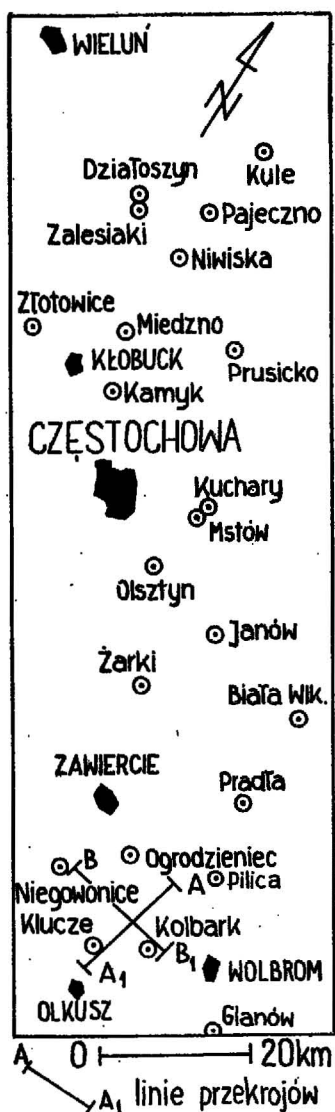 WIELUŃ
N
Działoszyn
Kule
Zalesiaki
Pajeczno
Niwiska
Złotowice
Miedzno
KŁOBUCK
Prusicko
Kamyk
CZĘSTOCHOWA
Kuchary
Mstów
Olsztyn
Janów
Żarki
Biała Wlk.
ZAWIERCIE
Pradła
B
Ogrodzieniec
Niegowonice
A
Pilica
Klucze
Kolbark
A₁
B₁
WOLBROM
OLKUSZ
Glanów
A 0 20km
A₁ linie przekrojów